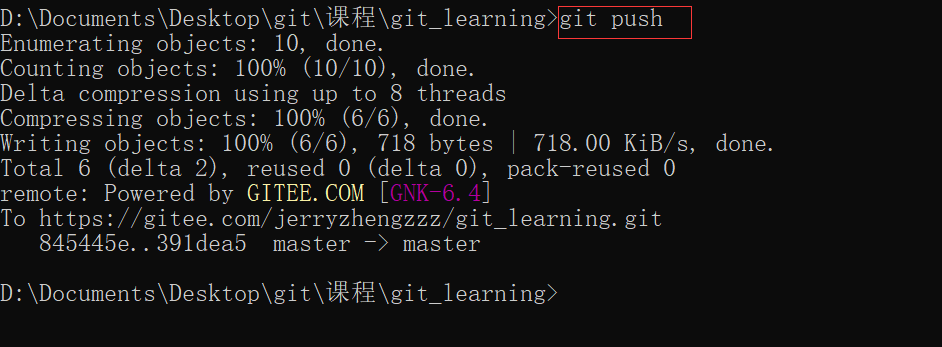 D:\Documents\Desktop\git\课程\git_learning>git push
Enumerating objects: 10, done.
Counting objects: 100% (10/10), done.
Delta compression using up to 8 threads
Compressing objects: 100% (6/6), done.
Writing objects: 100% (6/6), 718 bytes | 718.00 KiB/s, done.
Total 6 (delta 2), reused 0 (delta 0), pack-reused 0
remote: Powered by GITEE.COM [GNK-6.4]
To https://gitee.com/jerryzhengzzz/git_learning.git
   845445e..391dea5  master -> master
D:\Documents\Desktop\git\课程\git_learning>